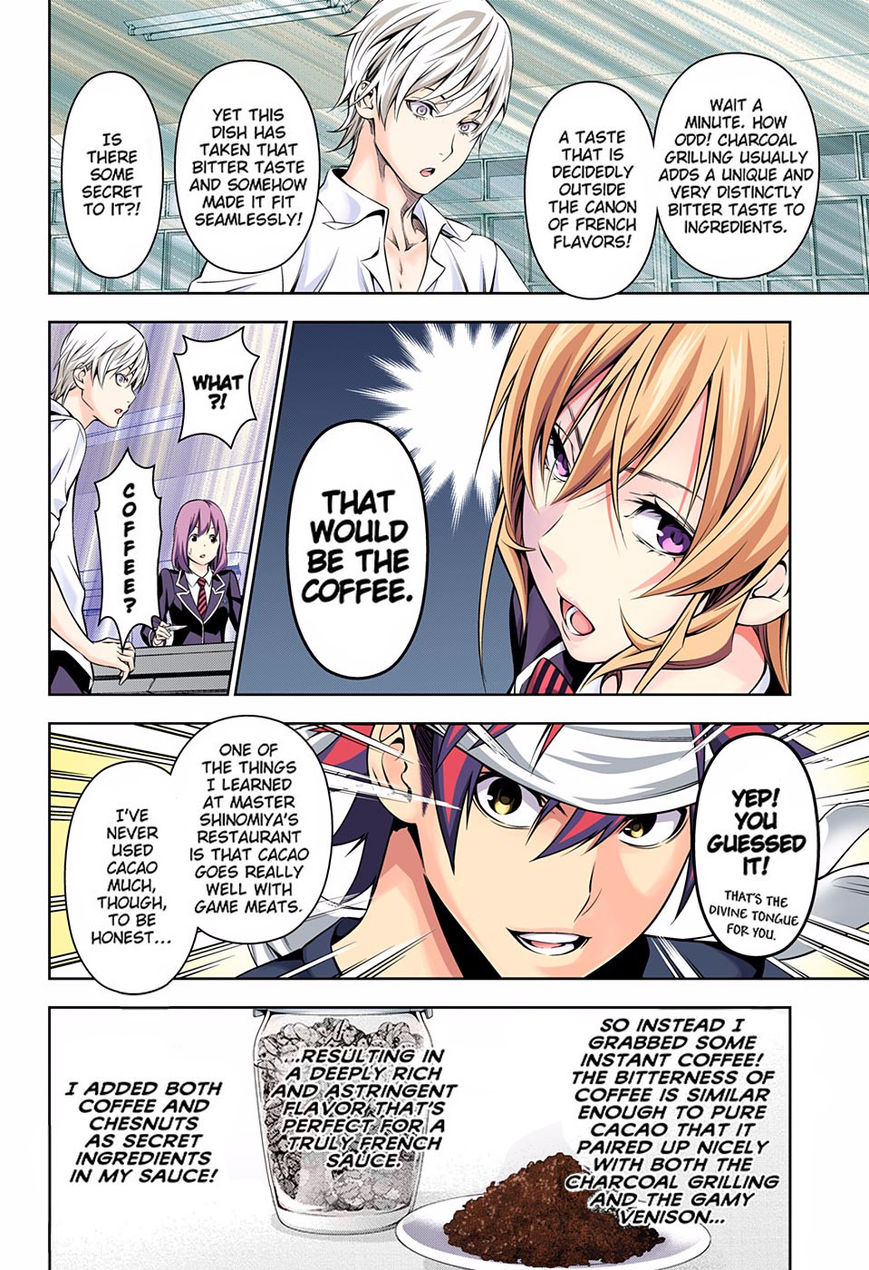 WAIT A
MINUTE. HOW
ODD! CHARCOAL
GRILLING USUALLY
ADDS A UNIQUE AND
VERY DISTINCTLY
BITTER TASTE TO
INGREDIENTS.
A TASTE
THAT IS
DECIDEDLY
OUTSIDE
THE CANON
OF FRENCH
FLAVORS!
YET THIS
DISH HAS
TAKEN THAT
BITTER TASTE
AND SOMEHOW
MADE IT FIT
SEAMLESSLY!
IS
THERE
SOME
SECRET
TO IT?!
THAT
WOULD
BE THE
COFFEE.
WHAT
?!
COFFEE?
YEP!
YOU
GUESSED
IT!
THAT'S THE
DIVINE TONGUE
FOR YOU.
ONE OF
THE THINGS
I LEARNED
AT MASTER
SHINOMIYA'S
RESTAURANT
IS THAT CACAO
GOES REALLY
WELL WITH
GAME MEATS.
I'VE
NEVER
USED
CACAO
MUCH,
THOUGH,
TO BE
HONEST...
SO INSTEAD I
GRABBED SOME
INSTANT COFFEE!
THE BITTERNESS OF
COFFEE IS SIMILAR
ENOUGH TO PURE
CACAO THAT IT
PAIRED UP NICELY
WITH BOTH THE
CHARCOAL GRILLING
AND THE GAMY
VENISON...
...RESULTING IN
A DEEPLY RICH
AND ASTRINGENT
FLAVOR THAT'S
PERFECT FOR A
TRULY FRENCH
SAUCE.
I ADDED BOTH
COFFEE AND
CHESNUTS
AS SECRET
INGREDIENTS
IN MY SAUCE!